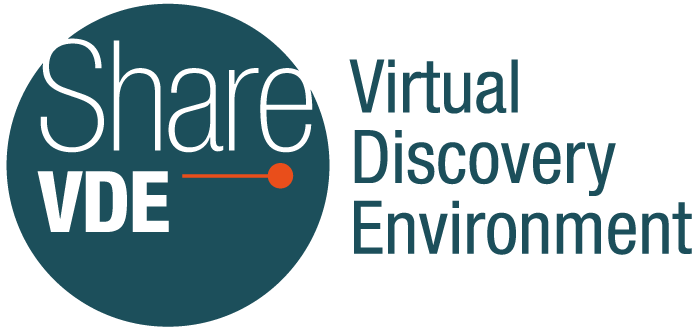 Share
VDE
Virtual
Discovery
Environment